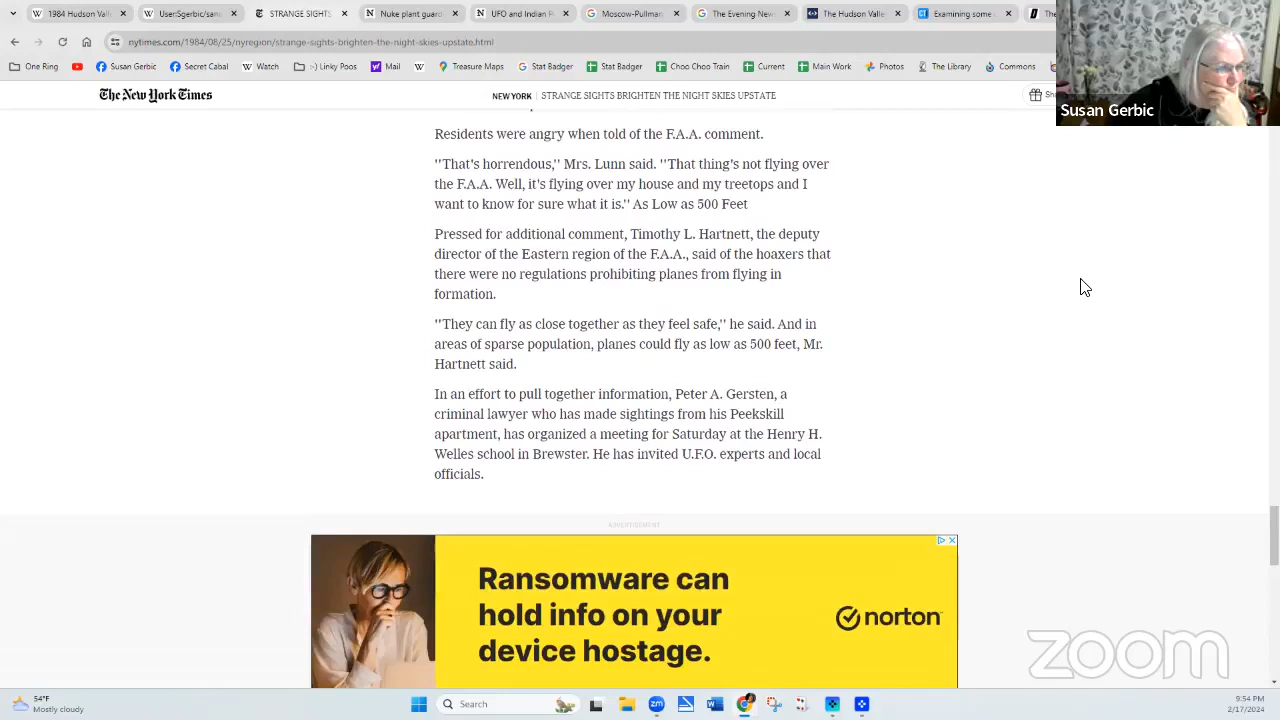 1984 Hudson Valle
UserGerbicsand
STRANGE SIGHTS
Nuke plant guard
UFO and Indian P
Moscow-Pullman
The Evening News
The Hudson Valle
Examining some
The
nytimes.com/1984/08/25/nyregion/strange-sights-brighten-the-night-skies-upstate.html
One Ring
Susan Gerbic
Secret Cabal
Watch
:-) Linky Pooj
Mail
Treasure Maps
Stat Badger
Stat Badger
Choo Choo Train
Current
Main Work
Photos
The Zone
Commons
Po
The New York Times
NEW YORK | STRANGE SIGHTS BRIGHTEN THE NIGHT SKIES UPSTATE
Susan Gerbic
Residents were angry when told of the F.A.A. comment.
''That's horrendous,'' Mrs. Lunn said. ''That thing's not flying over
the F.A.A. Well, it's flying over my house and my treetops and I
want to know for sure what it is.'' As Low as 500 Feet
Pressed for additional comment, Timothy L. Hartnett, the deputy
director of the Eastern region of the F.A.A., said of the hoaxers that
there were no regulations prohibiting planes from flying in
formation.
''They can fly as close together as they feel safe,'' he said. And in
areas of sparse population, planes could fly as low as 500 feet, Mr.
Hartnett said.
In an effort to pull together information, Peter A. Gersten, a
criminal lawyer who has made sightings from his Peekskill
apartment, has organized a meeting for Saturday at the Henry H.
Welles school in Brewster. He has invited U.F.O. experts and local
officials.
ADVERTISEMENT
Ransomware can
hold info on your
device hostage.
norton
zoom
54°F
Mostly cloudy
Search
9:54 PM
2/17/2024